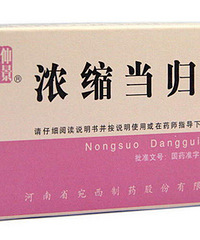 仲景®
浓缩当归
请仔细阅读说明书并按说明使用或在药师指导下
Nongsuo Danggui
批准文号：国药准字
河南省宛西制药股份有限